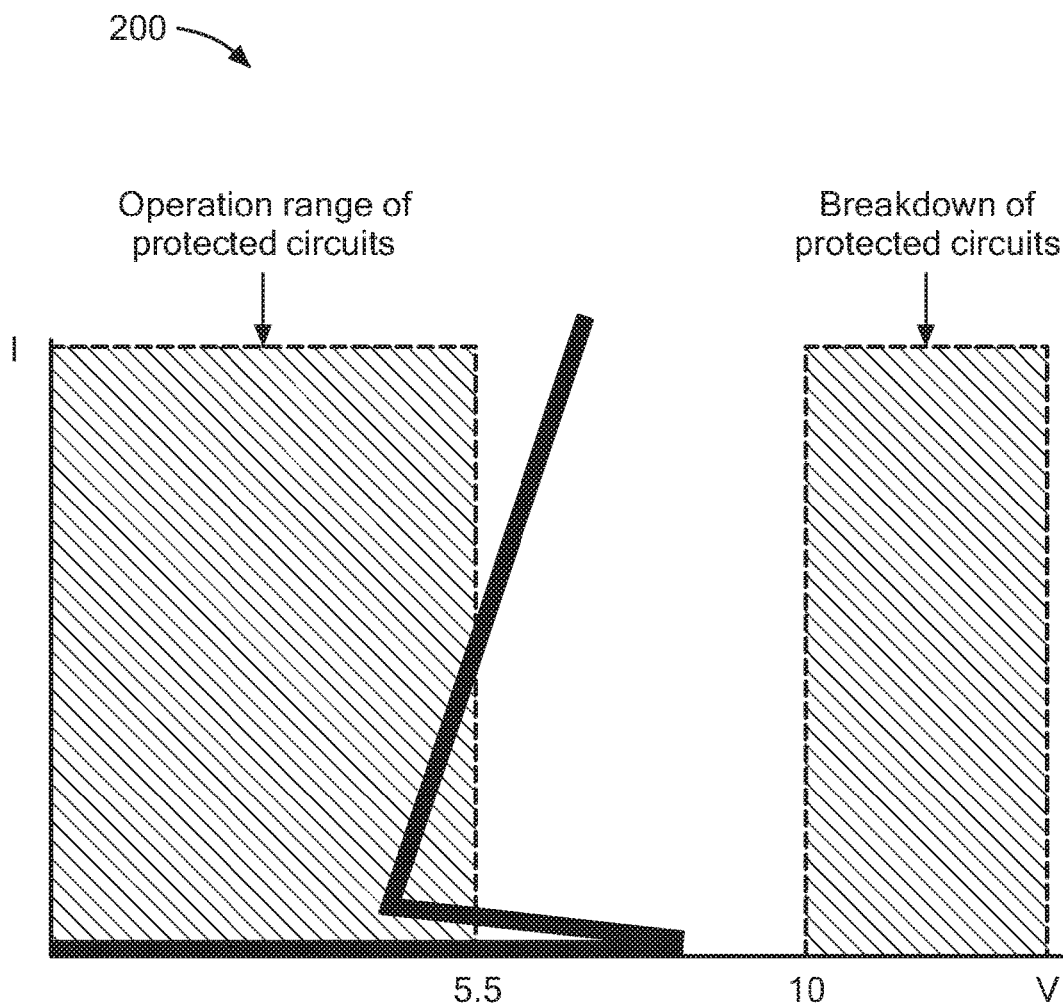 200
Operation range of
protected circuits
Breakdown of
protected circuits
I
5.5
10
V